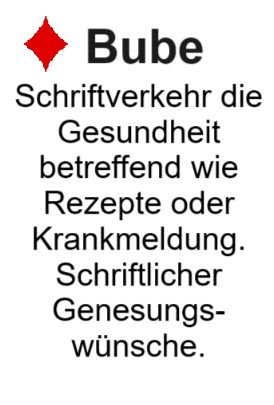 Bube
Schriftverkehr die
Gesundheit
betreffend wie
Rezepte oder
Krankmeldung.
Schriftlicher
Genesungs-
wünsche.